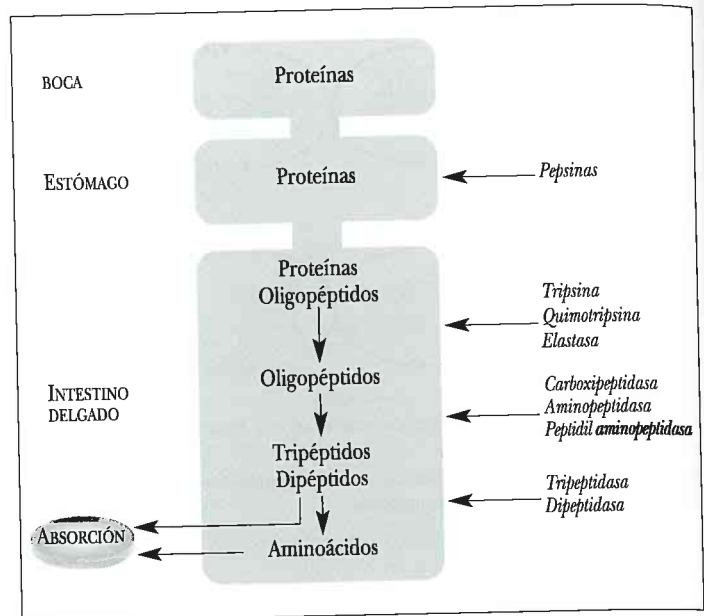 BOCA
Proteínas
ESTÓMAGO
Proteínas
Pepsinas
Proteínas
Oligopéptidos
Tripsina
Quimotripsina
Elastasa
INTESTINO
DELGADO
Oligopéptidos
Carboxipeptidasa
Aminopeptidasa
Peptidil aminopeptidasa
Tripéptidos
Dipéptidos
Tripeptidasa
Dipeptidasa
ABSORCIÓN
Aminoácidos